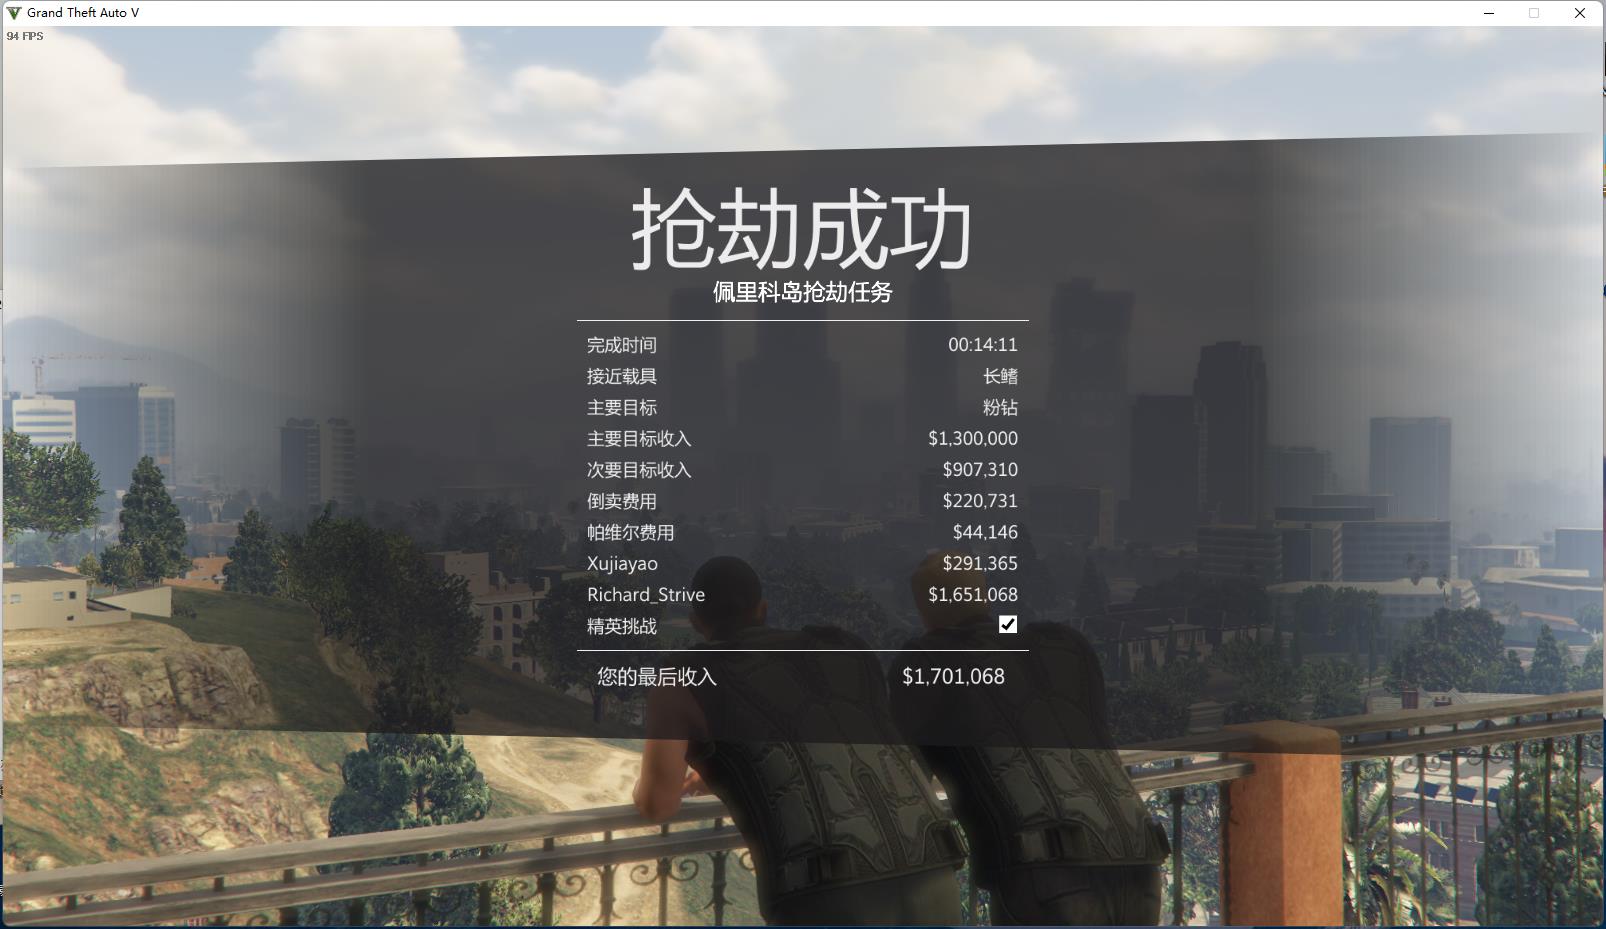 Grand Theft Auto V
94 FPS
抢劫成功
佩里科岛抢劫任务
完成时间 00:14:11
接近载具 长鳍
主要目标 粉钻
主要目标收入 $1,300,000
次要目标收入 $907,310
倒卖费用 $220,731
帕维尔费用 $44,146
Xujiayao $291,365
Richard_Strive $1,651,068
精英挑战
您的最后收入 $1,701,068